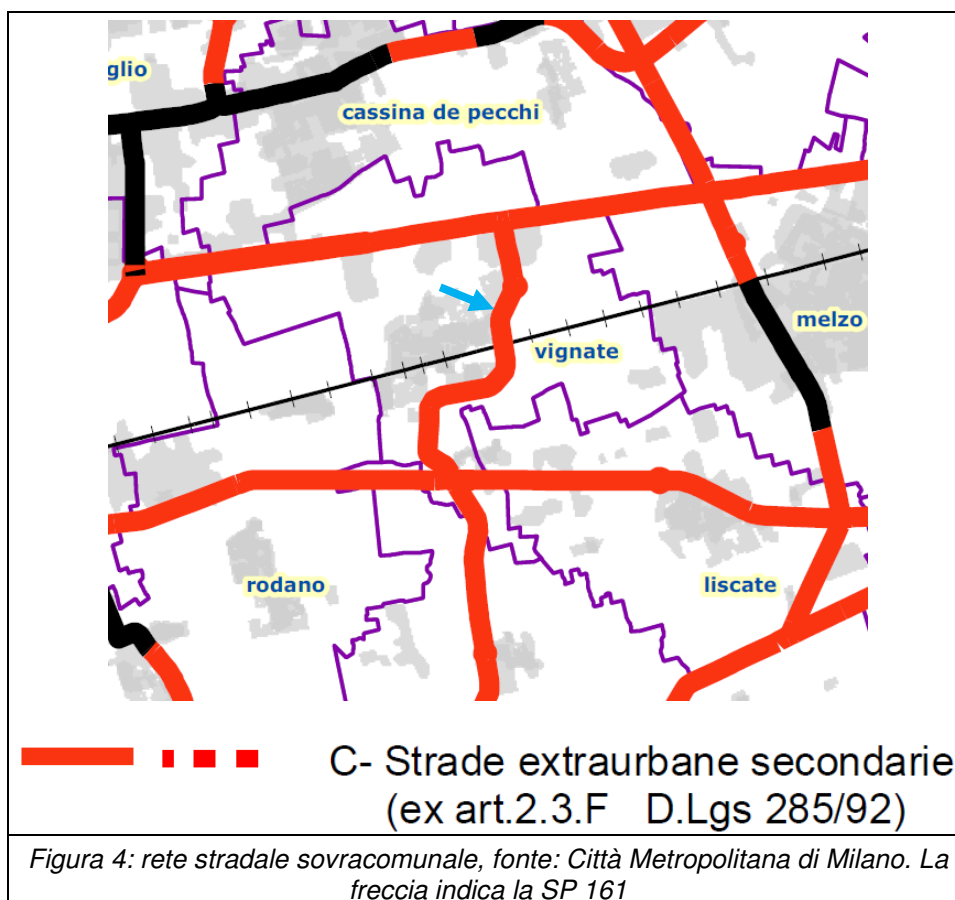 glio
cassina de pecchi
melzo
vignate
rodano
liscate
C- Strade extraurbane secondarie
(ex art.2.3.F D.Lgs 285/92)
Figura 4: rete stradale sovracomunale, fonte: Città Metropolitana di Milano. La
freccia indica la SP 161